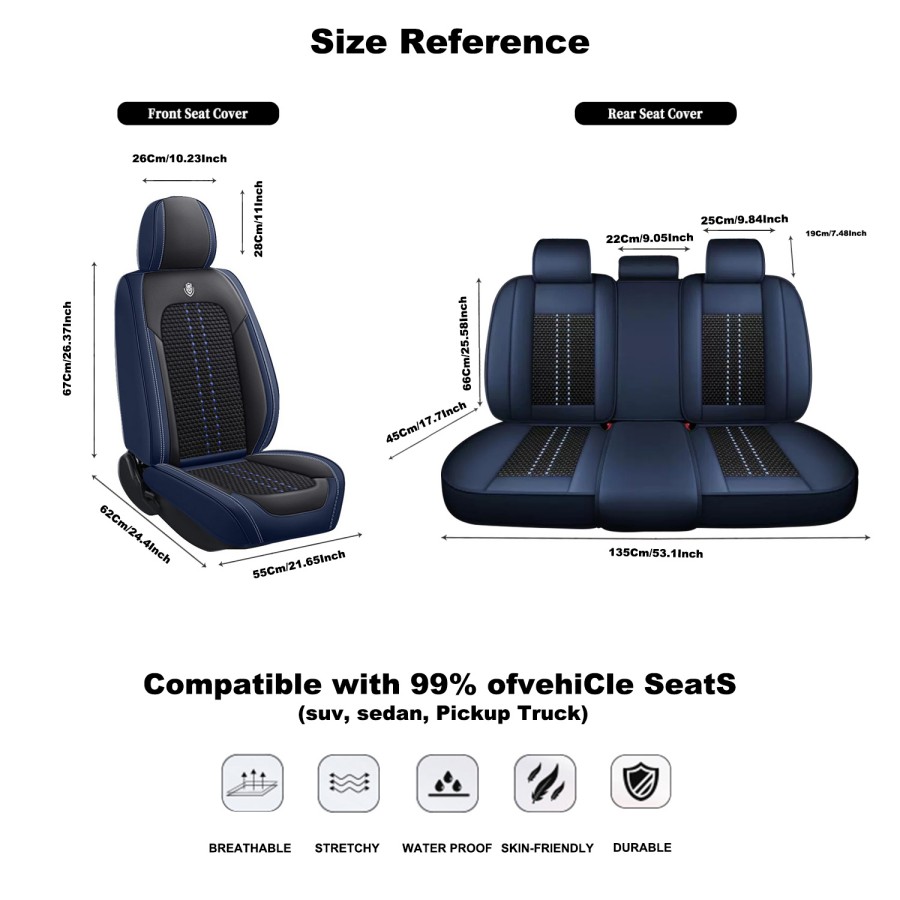 Size Reference
Front Seat Cover
Rear Seat Cover
26Cm/10.23Inch
28Cm/11Inch
67Cm/26.37Inch
62Cm/24.4Inch
55Cm/21.65Inch
25Cm/9.84Inch
22Cm/9.05Inch
19Cm/7.48Inch
66Cm/25.58Inch
45Cm/17.7Inch
135Cm/53.1Inch
Compatible with 99% ofvehiCle SeatS
(suv, sedan, Pickup Truck)
BREATHABLE STRETCHY WATER PROOF SKIN-FRIENDLY DURABLE